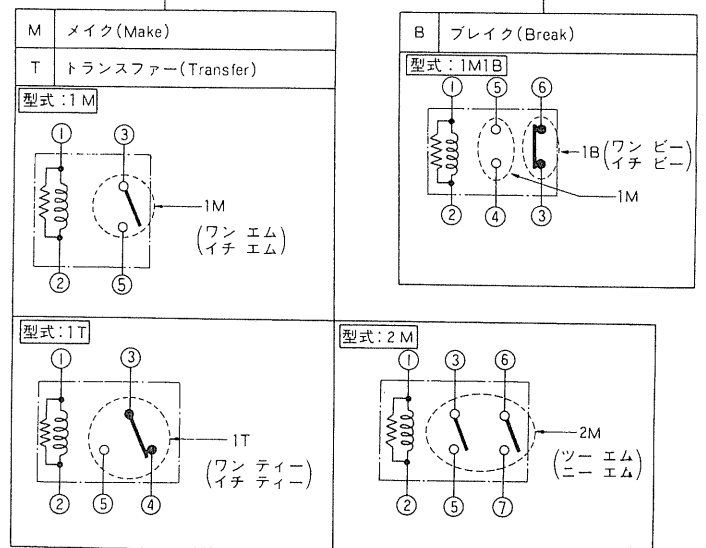 M メイク(Make)
T トランスファー(Transfer)
型式:1M
① ③
1M
(ワン エム
イチ エム)
② ⑤
B ブレイク(Break)
型式:1M1B
① ⑤ ⑥
1B(ワン ビー
イチ ビー)
1M
② ④ ③
型式:1T
① ③
1T
(ワン ティー
イチ ティー)
② ⑤ ④
型式:2M
① ③ ⑥
2M
(ツー エム
ニー エム)
② ⑤ ⑦